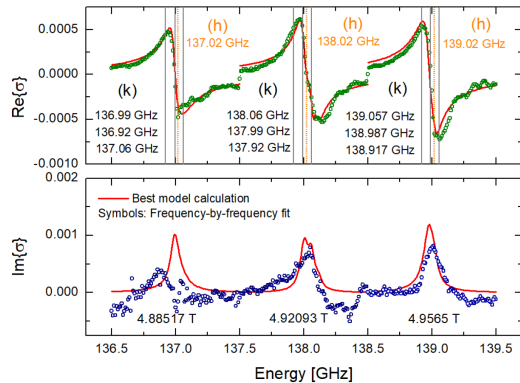 (h)
(h)
(h)
137.02 GHz
138.02 GHz
139.02 GHz
0.0005
0.0000
-0.0005
-0.0010
Re{σ}
(k)
(k)
(k)
136.99 GHz
136.92 GHz
137.06 GHz
138.06 GHz
137.99 GHz
137.92 GHz
139.057 GHz
138.987 GHz
138.917 GHz
0.002
0.001
0.000
Im{σ}
Best model calculation
Symbols: Frequency-by-frequency fit
4.88517 T
4.92093 T
4.9565 T
136.5 137.0 137.5 138.0 138.5 139.0 139.5
Energy [GHz]